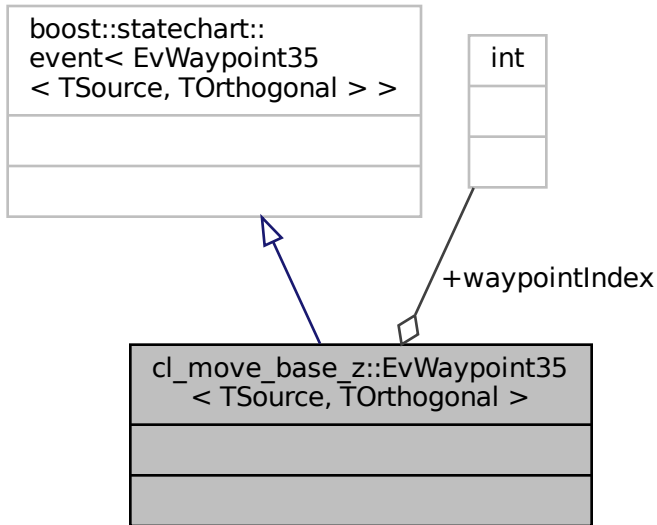 boost::statechart::
event< EvWaypoint35
< TSource, TOrthogonal > >
int
+waypointIndex
cl_move_base_z::EvWaypoint35
< TSource, TOrthogonal >